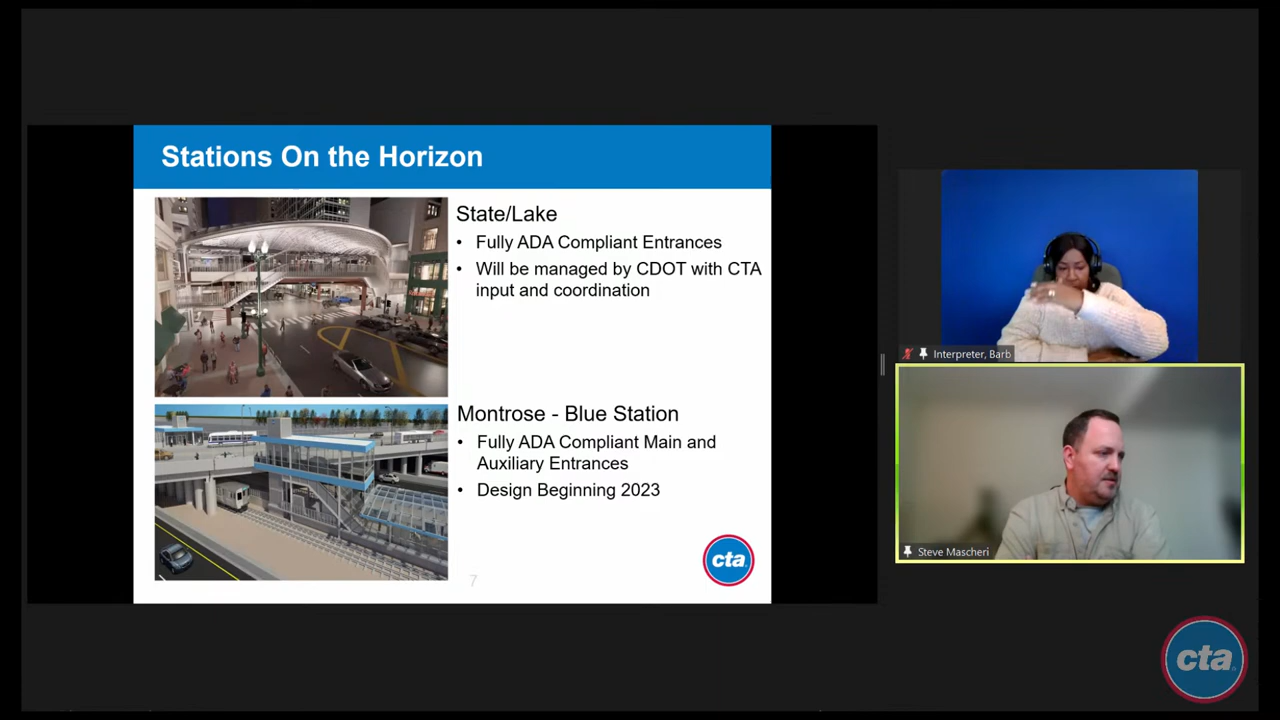 Stations On the Horizon
State/Lake
• Fully ADA Compliant Entrances
• Will be managed by CDOT with CTA
input and coordination
Montrose - Blue Station
• Fully ADA Compliant Main and
Auxiliary Entrances
• Design Beginning 2023
cta
7
Interpreter, Barb
Steve Mascheri
cta